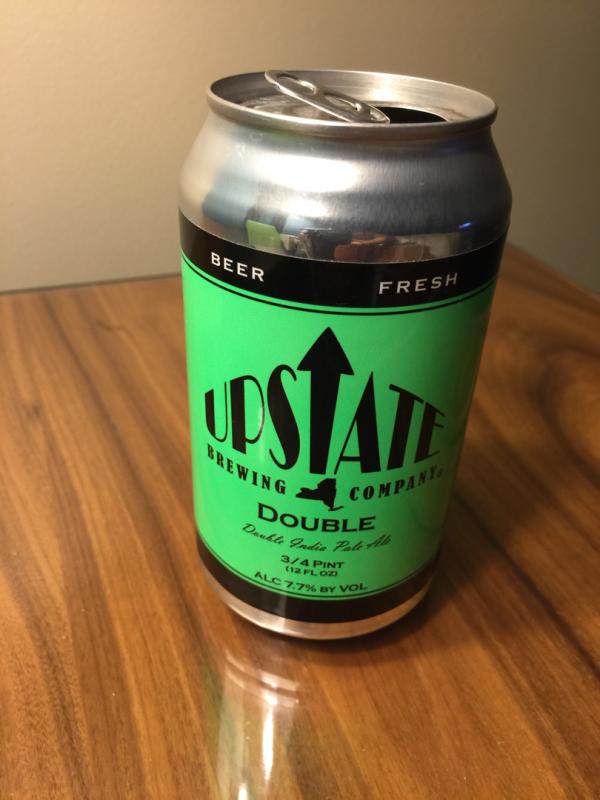 BEER FRESH
UPSTATE
BREWING COMPANY
DOUBLE
Double India Pale Ale
3/4 PINT
(12 FL OZ)
ALC 7.7% BY VOL